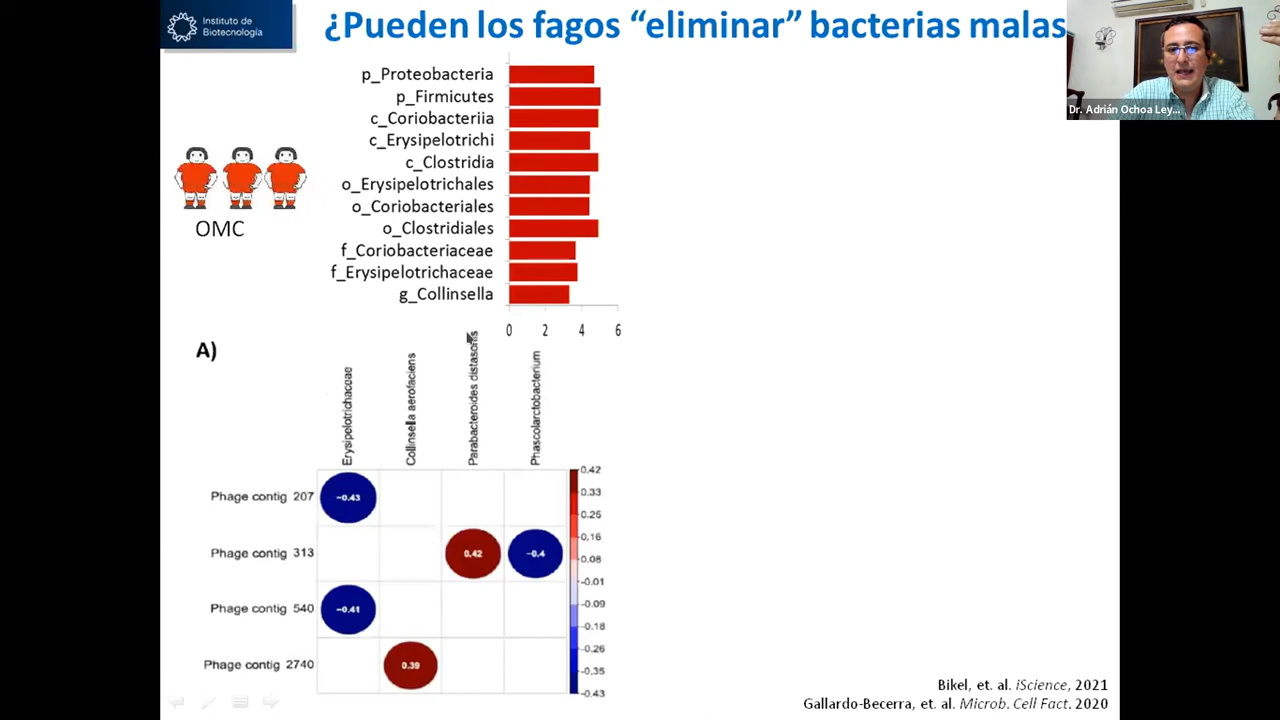 Instituto de
Biotecnología
¿Pueden los fagos “eliminar” bacterias malas
Dr. Adrián Ochoa Ley...
p_Proteobacteria
p_Firmicutes
c_Coriobacteriia
c_Erysipelotrichi
c_Clostridia
o_Erysipelotrichales
o_Coriobacteriales
o_Clostridiales
f_Coriobacteriaceae
f_Erysipelotrichaceae
g_Collinsella
0 2 4 6
OMC
A)
Erysipelotrichaceae
Collinsella aerofaciens
Parabacteroides distasonis
Phascolarctobacterium
Phage contig 207
-0.43
Phage contig 313
0.42
-0.4
Phage contig 540
-0.41
Phage contig 2740
0.39
0.42
0.33
0.25
0.16
0.08
-0.01
-0.09
-0.18
-0.26
-0.35
-0.43
Bikel, et. al. iScience, 2021
Gallardo-Becerra, et. al. Microb. Cell Fact. 2020